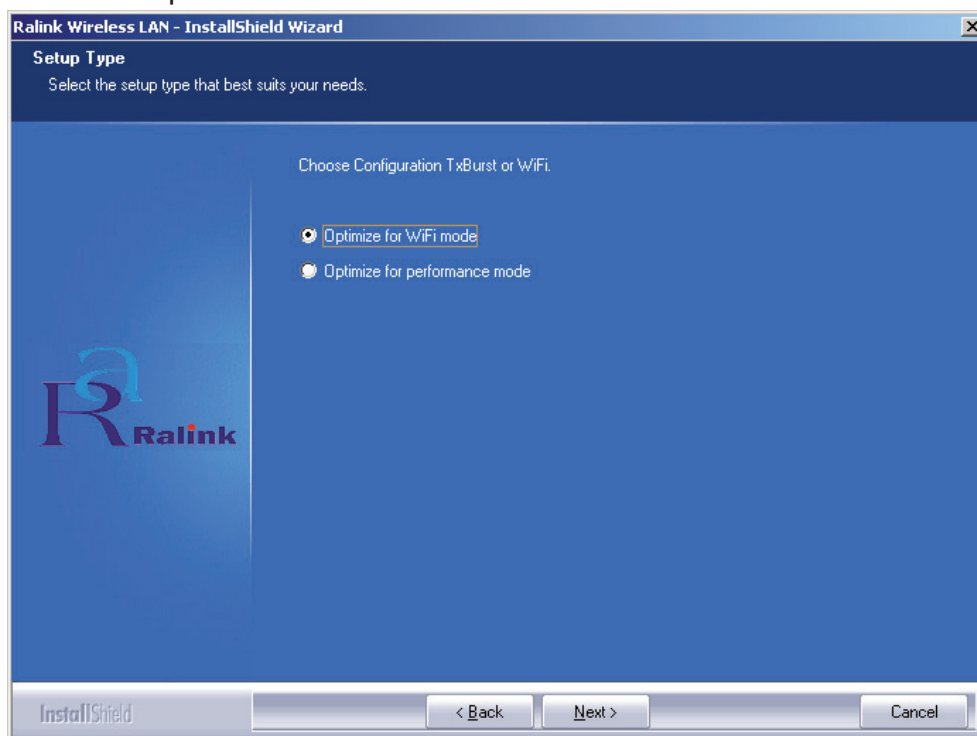 Ralink Wireless LAN - InstallShield Wizard
Setup Type
Select the setup type that best suits your needs.
Choose Configuration TxBurst or WiFi.
Optimize for WiFi mode
Optimize for performance mode
Ra
Ralink
InstallShield
< Back
Next >
Cancel